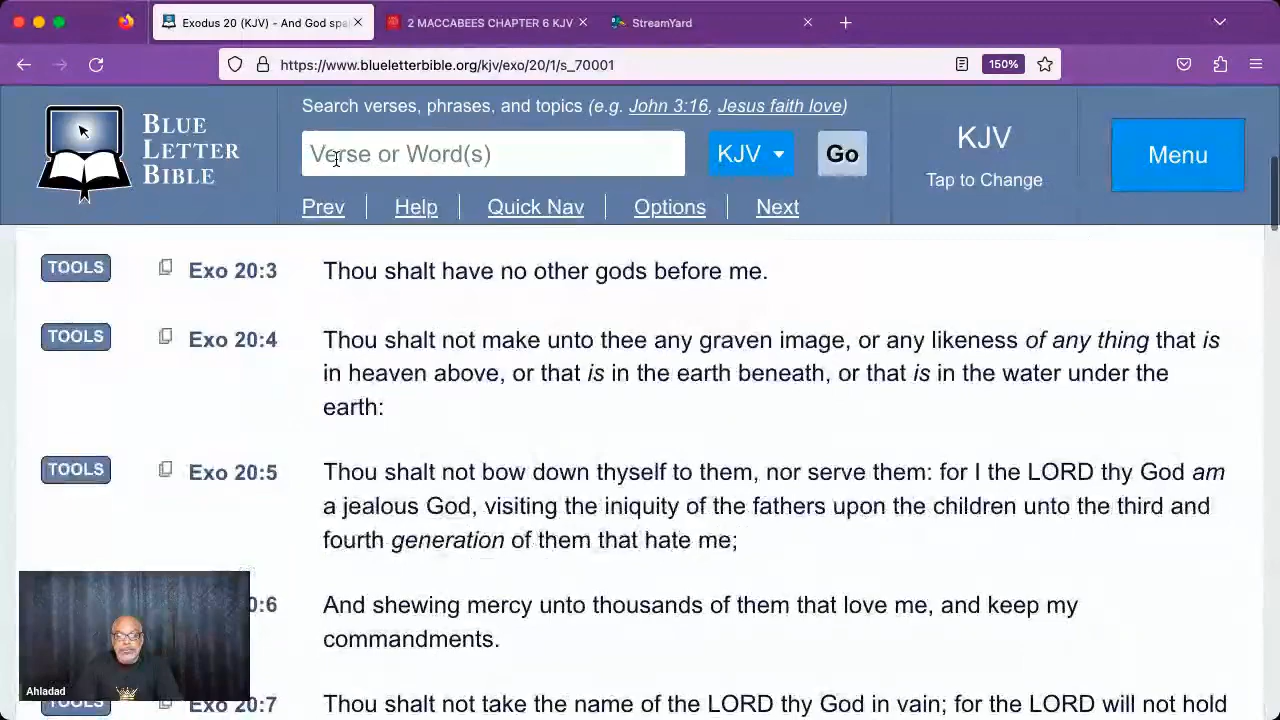 Exodus 20 (KJV) - And God spa
2 MACCABEES CHAPTER 6 KJV
StreamYard
https://www.blueletterbible.org/kjv/exo/20/1/s_70001
150%
BLUE
LETTER
BIBLE
Search verses, phrases, and topics (e.g. John 3:16, Jesus faith love)
Verse or Word(s)
KJV
Go
Prev
Help
Quick Nav
Options
Next
KJV
Tap to Change
Menu
TOOLS Exo 20:3 Thou shalt have no other gods before me.
TOOLS Exo 20:4 Thou shalt not make unto thee any graven image, or any likeness of any thing that is
in heaven above, or that is in the earth beneath, or that is in the water under the
earth:
TOOLS Exo 20:5 Thou shalt not bow down thyself to them, nor serve them: for I the LORD thy God am
a jealous God, visiting the iniquity of the fathers upon the children unto the third and
fourth generation of them that hate me;
0:6 And shewing mercy unto thousands of them that love me, and keep my
commandments.
TOOLS Exo 20:7 Thou shalt not take the name of the LORD thy God in vain; for the LORD will not hold
Ahladad